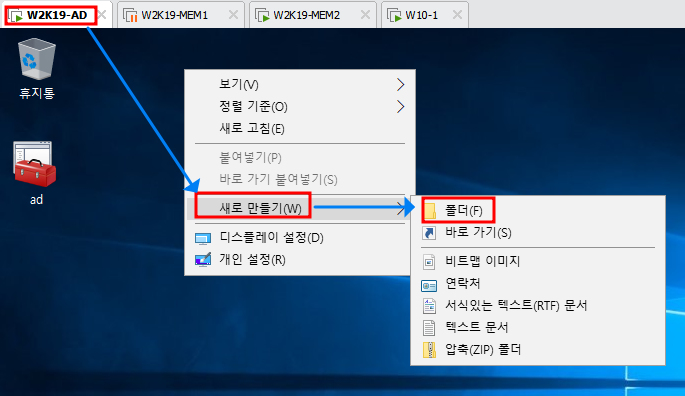 W2K19-AD
W2K19-MEM1
W2K19-MEM2
W10-1
휴지통
ad
보기(V)
정렬 기준(O)
새로 고침(E)
붙여넣기(P)
바로 가기 붙여넣기(S)
새로 만들기(W)
디스플레이 설정(D)
개인 설정(R)
폴더(F)
바로 가기(S)
비트맵 이미지
연락처
서식있는 텍스트(RTF) 문서
텍스트 문서
압축(ZIP) 폴더